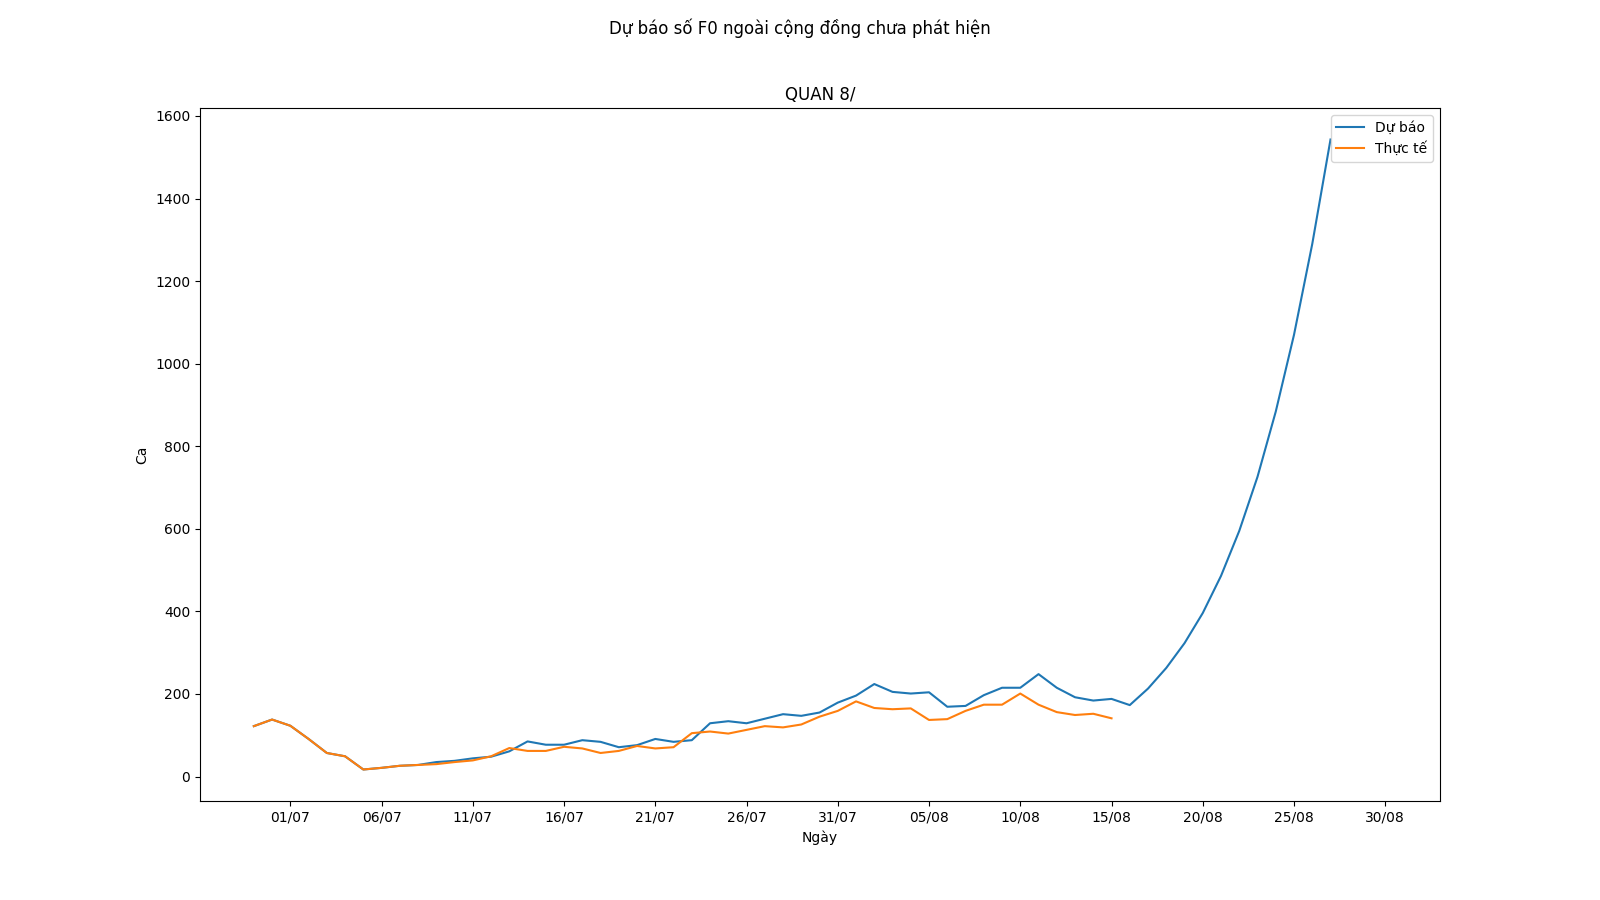 Dự báo số F0 ngoài cộng đồng chưa phát hiện
QUAN 8/
Dự báo
Thực tế
1600
1400
1200
1000
800
600
400
200
0
Ca
01/07 06/07 11/07 16/07 21/07 26/07 31/07 05/08 10/08 15/08 20/08 25/08 30/08
Ngày